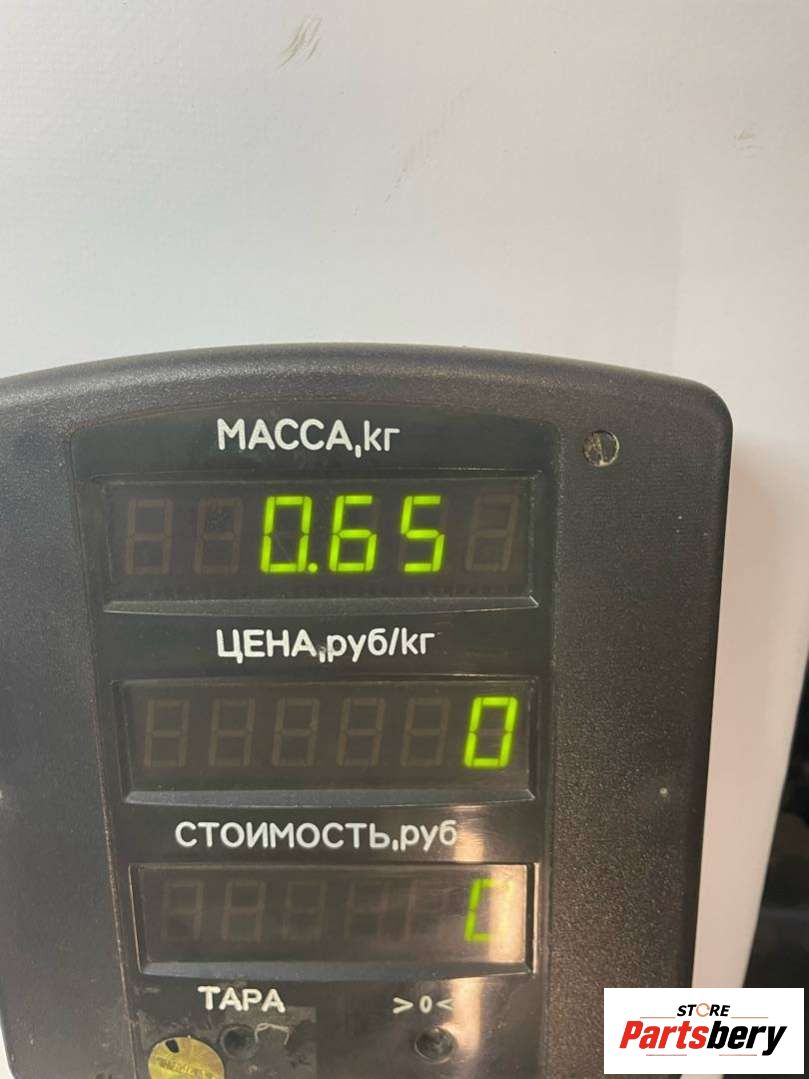 МАССА,кг
0.65
ЦЕНА,руб/кг
0
СТОИМОСТЬ,руб
ТАРА >0<
STORE
Partsbery